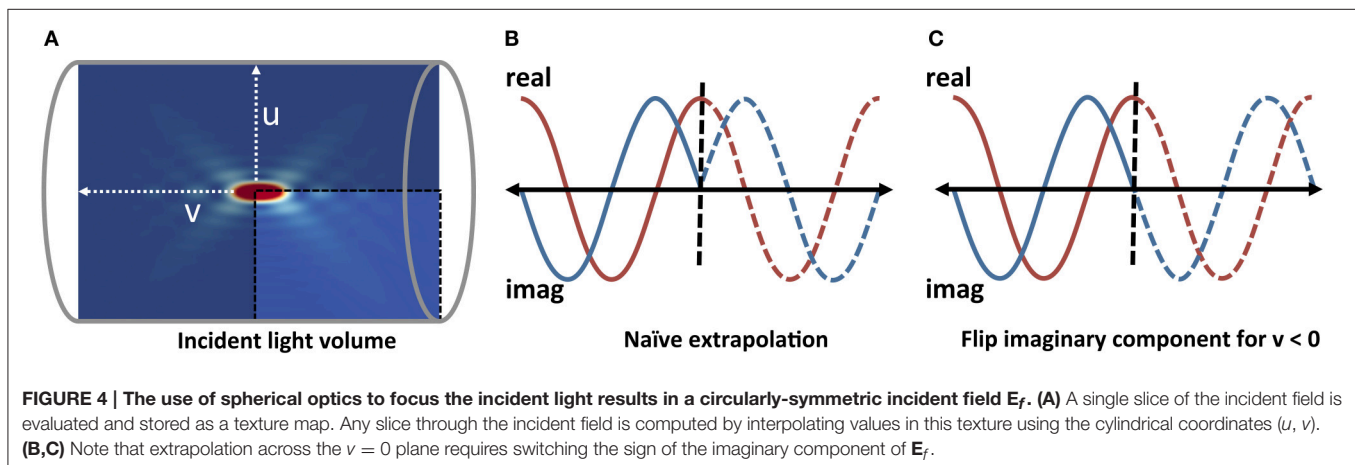 A
B
C
u
v
Incident light volume
real
imag
Naïve extrapolation
real
imag
Flip imaginary component for v < 0
FIGURE 4 | The use of spherical optics to focus the incident light results in a circularly-symmetric incident field E_f. (A) A single slice of the incident field is
evaluated and stored as a texture map. Any slice through the incident field is computed by interpolating values in this texture using the cylindrical coordinates (u, v).
(B,C) Note that extrapolation across the v = 0 plane requires switching the sign of the imaginary component of E_f.